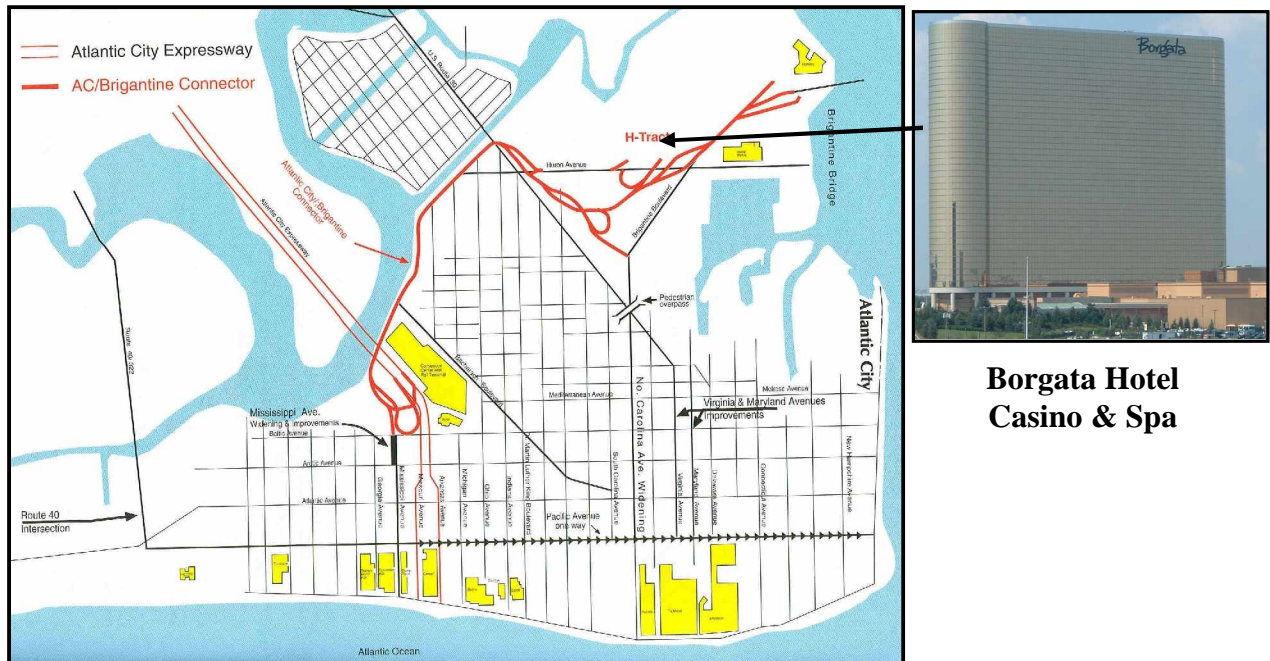 Atlantic City Expressway
AC/Brigantine Connector
U.S. Route 30
H-Tract
Huron Avenue
Brigantine Bridge
Brigantine Boulevard
Atlantic City/Brigantine
Connector
Atlantic City Expressway
Route 40/322
Pedestrian
overpass
Atlantic City
Mediterranean Avenue
Melrose Avenue
Virginia & Maryland Avenues
Improvements
No. Carolina Ave. Widening
Mississippi Ave.
Widening & Improvements
Baltic Avenue
Arctic Avenue
Atlantic Avenue
Georgia Avenue
Mississippi Avenue
Missouri Avenue
Arkansas Avenue
Michigan Avenue
Ohio Avenue
Indiana Avenue
Martin Luther King Boulevard
South Carolina Avenue
Virginia Avenue
Maryland Avenue
Delaware Avenue
Connecticut Avenue
New Hampshire Avenue
Route 40
Intersection
Pacific Avenue
one way
Atlantic Ocean
Borgata
Borgata Hotel
Casino & Spa